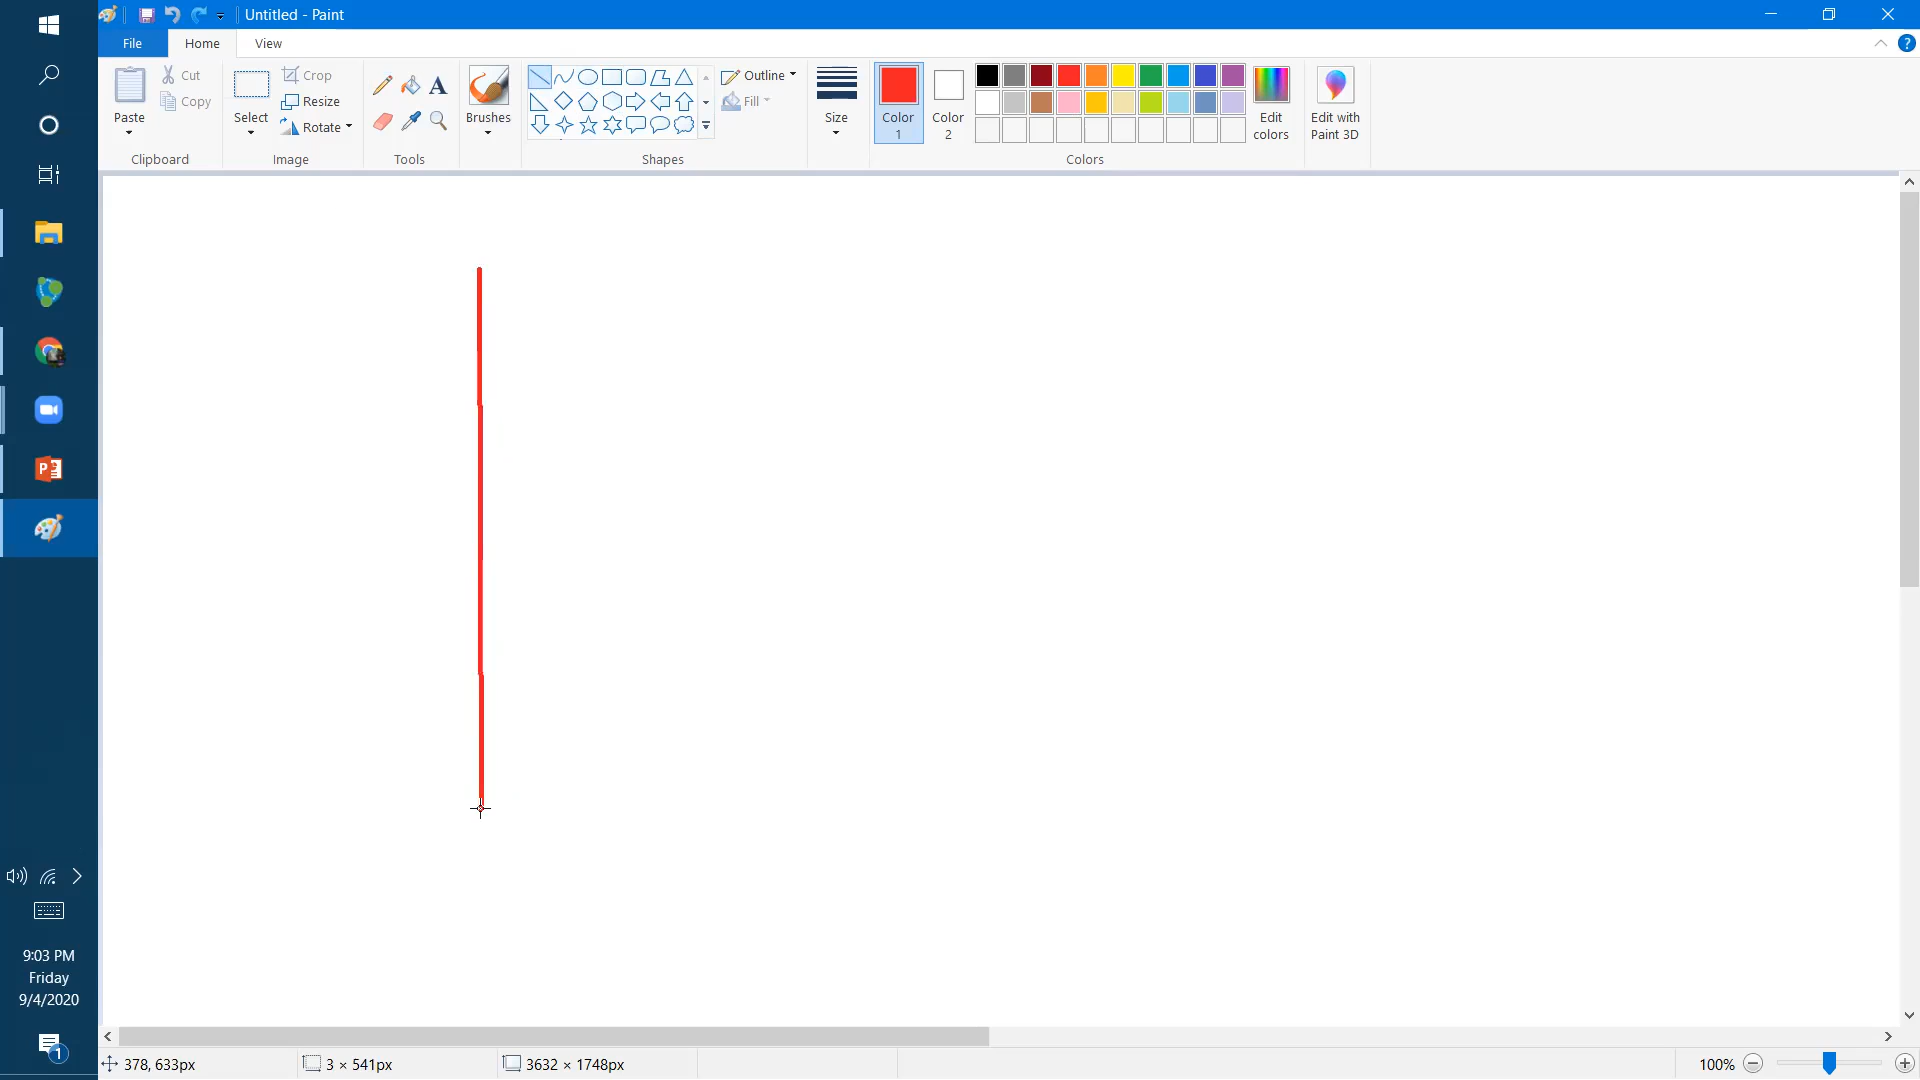 Untitled - Paint
File Home View
Paste
Cut
Copy
Clipboard
Select
Crop
Resize
Rotate
Image
A
Tools
Brushes
Shapes
Outline
Fill
Size
Color
1
Color
2
Edit
colors
Colors
Edit with
Paint 3D
?
P
9:03 PM
Friday
9/4/2020
1
378, 633px
3 × 541px
3632 × 1748px
100%